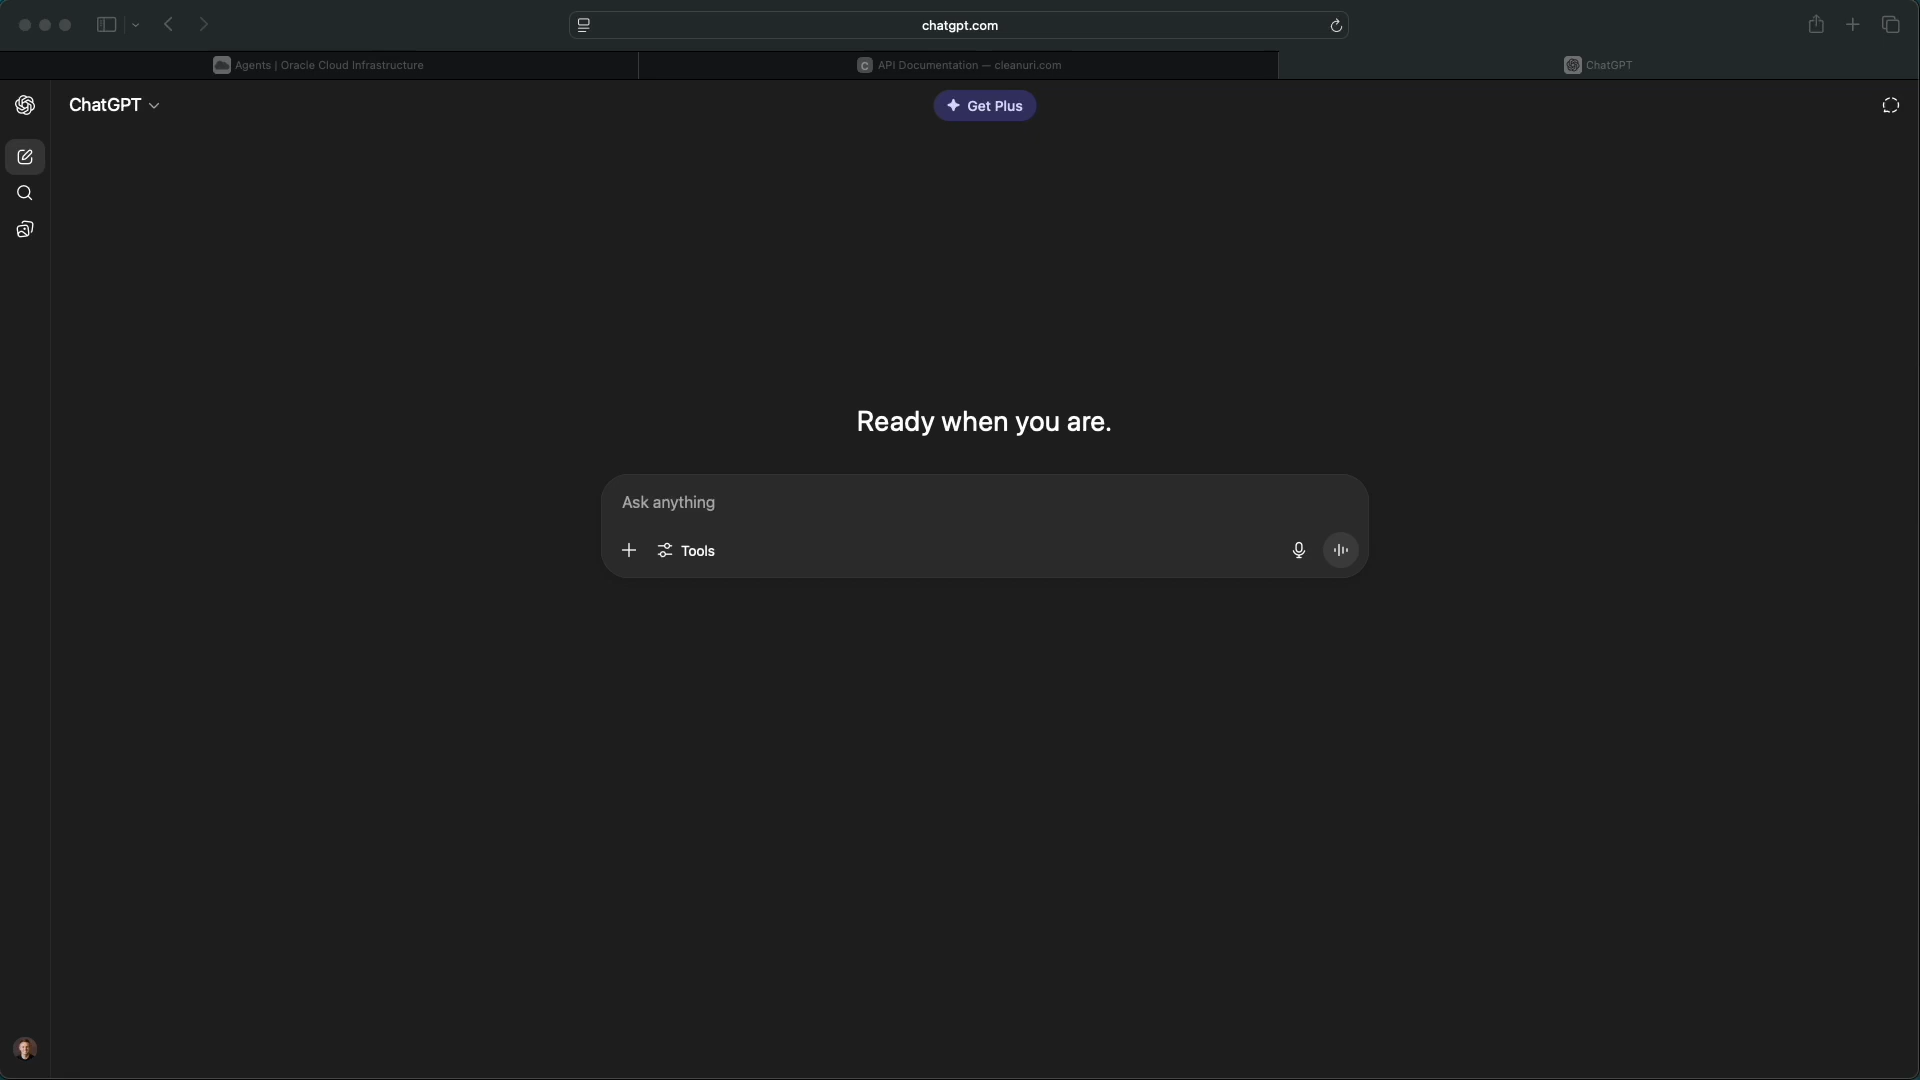 chatgpt.com
Agents | Oracle Cloud Infrastructure
C API Documentation — cleanuri.com
ChatGPT
ChatGPT
Get Plus
Ready when you are.
Ask anything
Tools